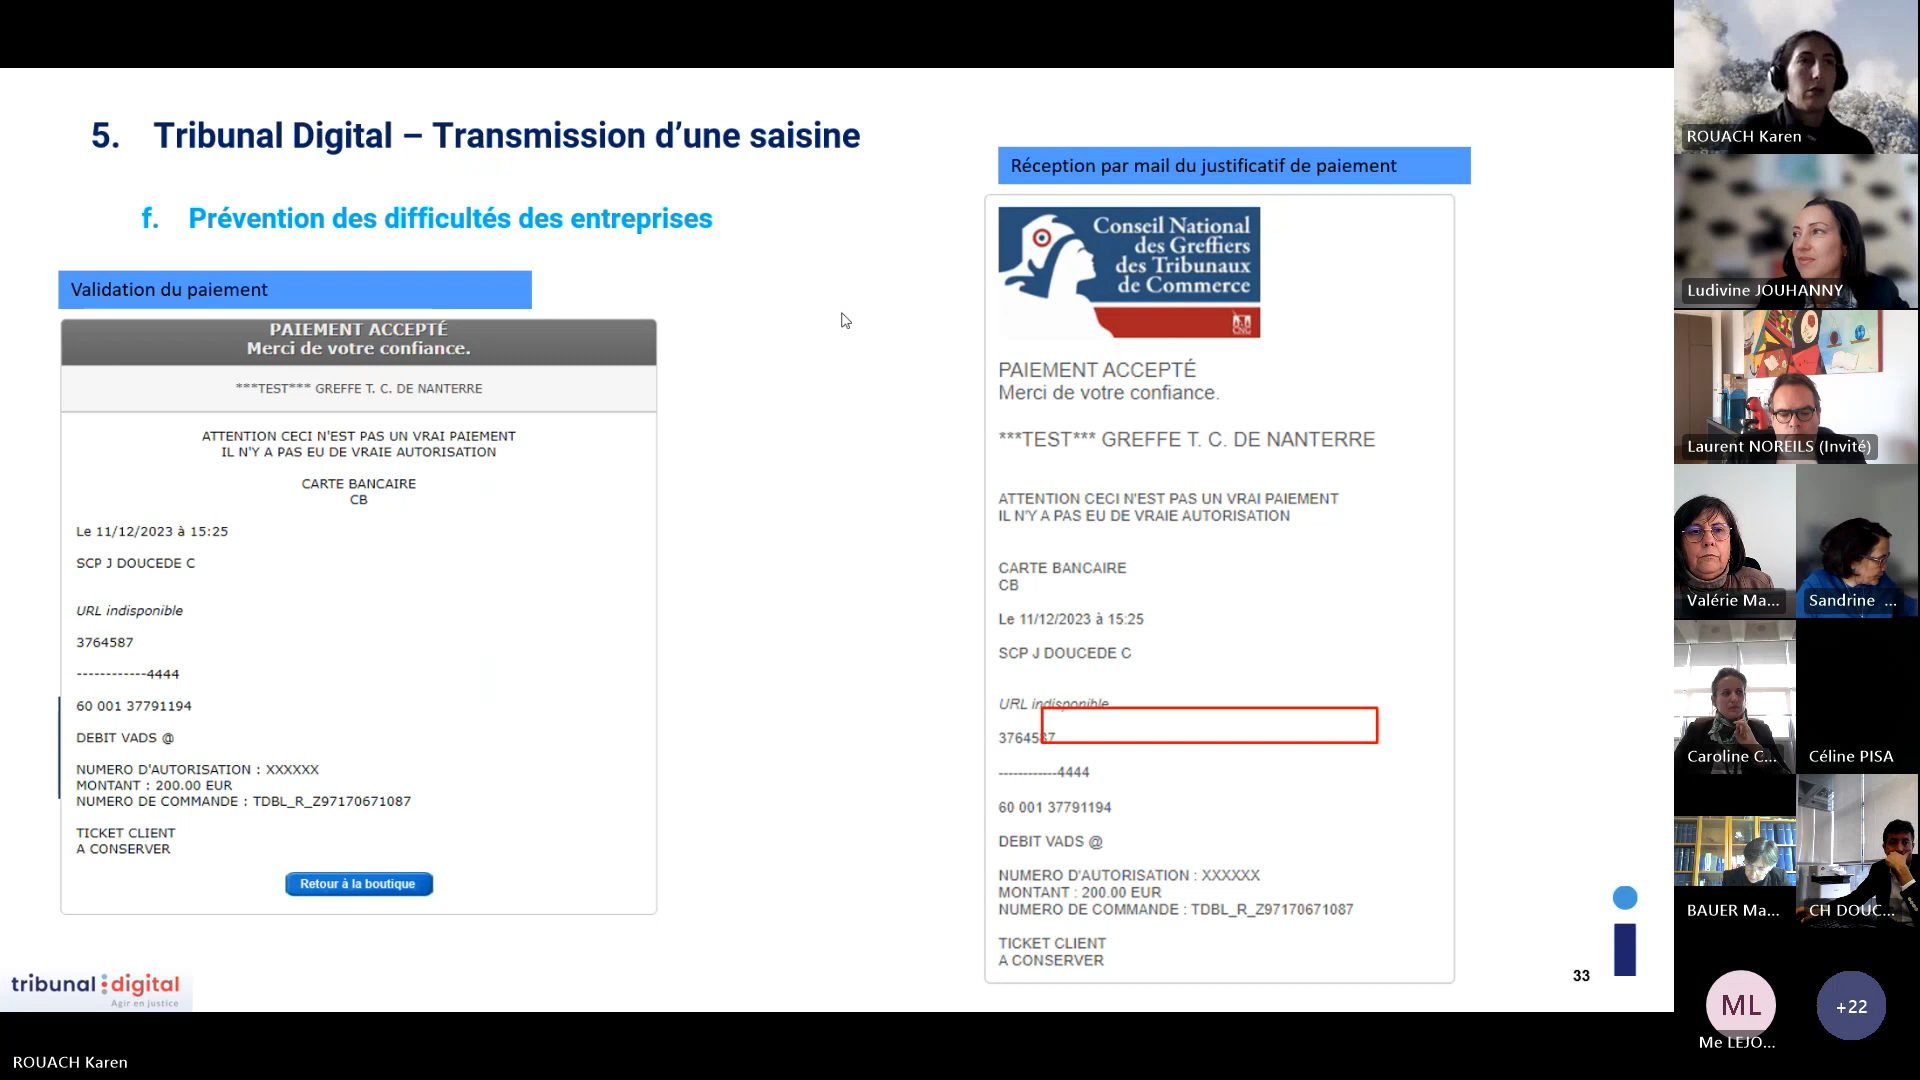 5. Tribunal Digital – Transmission d'une saisine
f. Prévention des difficultés des entreprises
Validation du paiement
PAIEMENT ACCEPTÉ
Merci de votre confiance.
***TEST*** GREFFE T. C. DE NANTERRE
ATTENTION CECI N'EST PAS UN VRAI PAIEMENT
IL N'Y A PAS EU DE VRAIE AUTORISATION
CARTE BANCAIRE
CB
Le 11/12/2023 à 15:25
SCP J DOUCEDE C
URL indisponible
3764587
------------4444
60 001 37791194
DEBIT VADS @
NUMERO D'AUTORISATION : XXXXXX
MONTANT : 200.00 EUR
NUMERO DE COMMANDE : TDBL_R_Z97170671087
TICKET CLIENT
A CONSERVER
Retour à la boutique
Réception par mail du justificatif de paiement
Conseil National
des Greffiers
des Tribunaux
de Commerce
CNG
PAIEMENT ACCEPTÉ
Merci de votre confiance.
***TEST*** GREFFE T. C. DE NANTERRE
ATTENTION CECI N'EST PAS UN VRAI PAIEMENT
IL N'Y A PAS EU DE VRAIE AUTORISATION
CARTE BANCAIRE
CB
Le 11/12/2023 à 15:25
SCP J DOUCEDE C
URL indisponible
3764587
------------4444
60 001 37791194
DEBIT VADS @
NUMERO D'AUTORISATION : XXXXXX
MONTANT : 200.00 EUR
NUMERO DE COMMANDE : TDBL_R_Z97170671087
TICKET CLIENT
A CONSERVER
tribunal:digital
Agir en justice
33
ROUACH Karen
ROUACH Karen
Ludivine JOUHANNY
Laurent NOREILS (Invité)
Valérie Ma...
Sandrine ...
Caroline C...
Céline PISA
BAUER Ma...
CH DOUC...
ML
Me LEJO...
+22